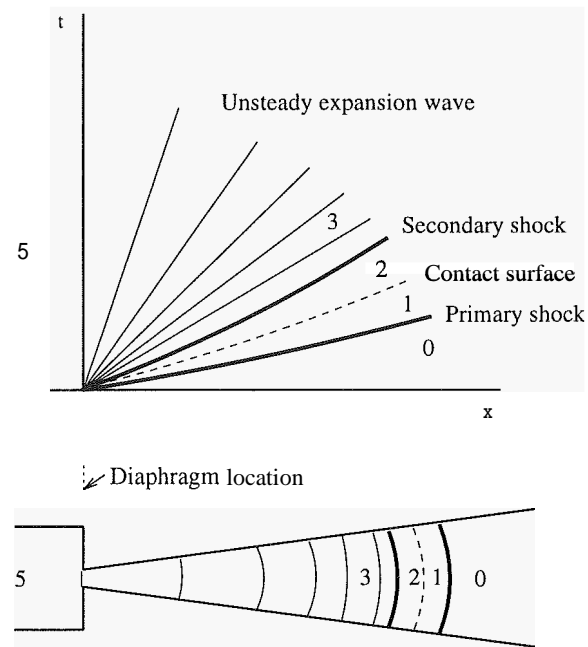 t
Unsteady expansion wave
3
Secondary shock
5
2
Contact surface
1
Primary shock
0
x
Diaphragm location
5
3
2
1
0